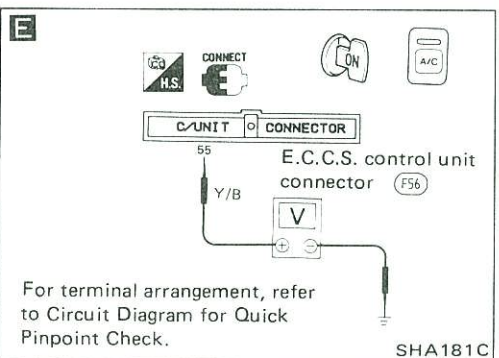 E
CONNECT
H.S.
ON
A/C
C/UNIT CONNECTOR
55
E.C.C.S. control unit
connector F56
Y/B
V
+ −
For terminal arrangement, refer
to Circuit Diagram for Quick
Pinpoint Check.
SHA181C